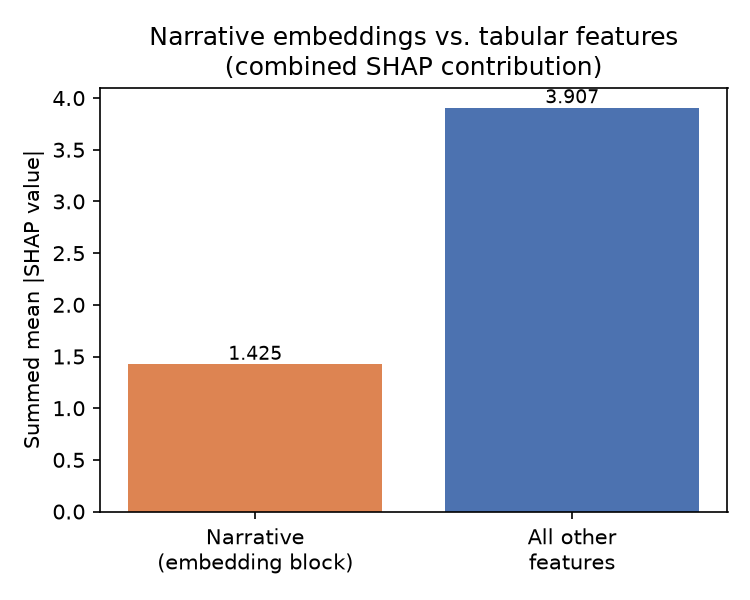 Narrative embeddings vs. tabular features
(combined SHAP contribution)
Summed mean |SHAP value|
4.0
3.5
3.0
2.5
2.0
1.5
1.0
0.5
0.0
1.425
3.907
Narrative
(embedding block)
All other
features